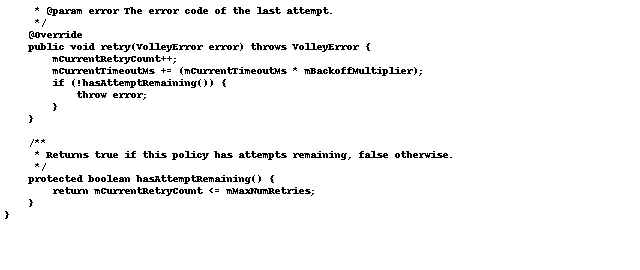 * @param error The error code of the last attempt.
     */
    @Override
    public void retry(VolleyError error) throws VolleyError {
        mCurrentRetryCount++;
        mCurrentTimeoutMs += (mCurrentTimeoutMs * mBackoffMultiplier);
        if (!hasAttemptRemaining()) {
            throw error;
        }
    }

    /**
     * Returns true if this policy has attempts remaining, false otherwise.
     */
    protected boolean hasAttemptRemaining() {
        return mCurrentRetryCount <= mMaxNumRetries;
    }
}